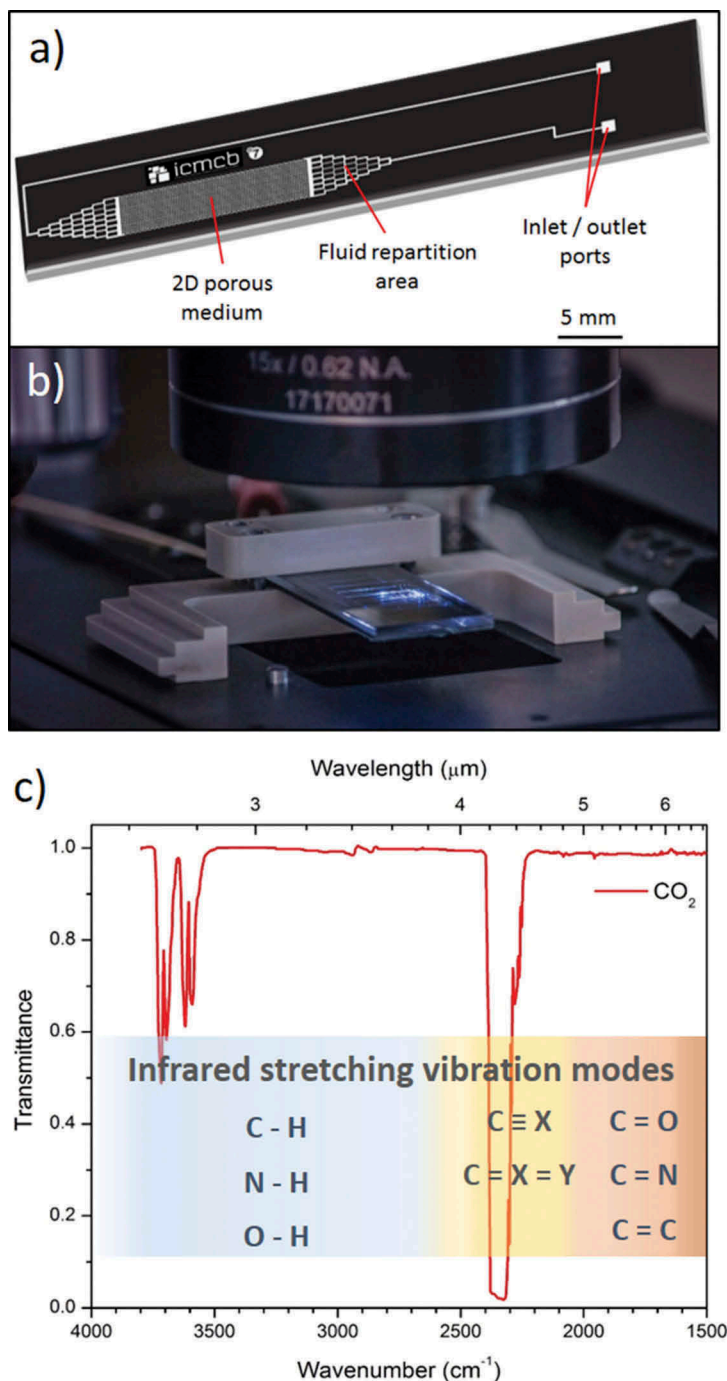 a)
icmcb
7
2D porous
medium
Fluid repartition
area
Inlet / outlet
ports
5 mm
b)
15x / 0.62 N.A.
17170071
c)
Wavelength (μm)
3 4 5 6
1.0
0.8
0.6
0.4
0.2
0.0
Transmittance
CO₂
Infrared stretching vibration modes
C - H C ≡ X C = O
N - H C = X = Y C = N
O - H C = C
4000 3500 3000 2500 2000 1500
Wavenumber (cm⁻¹)